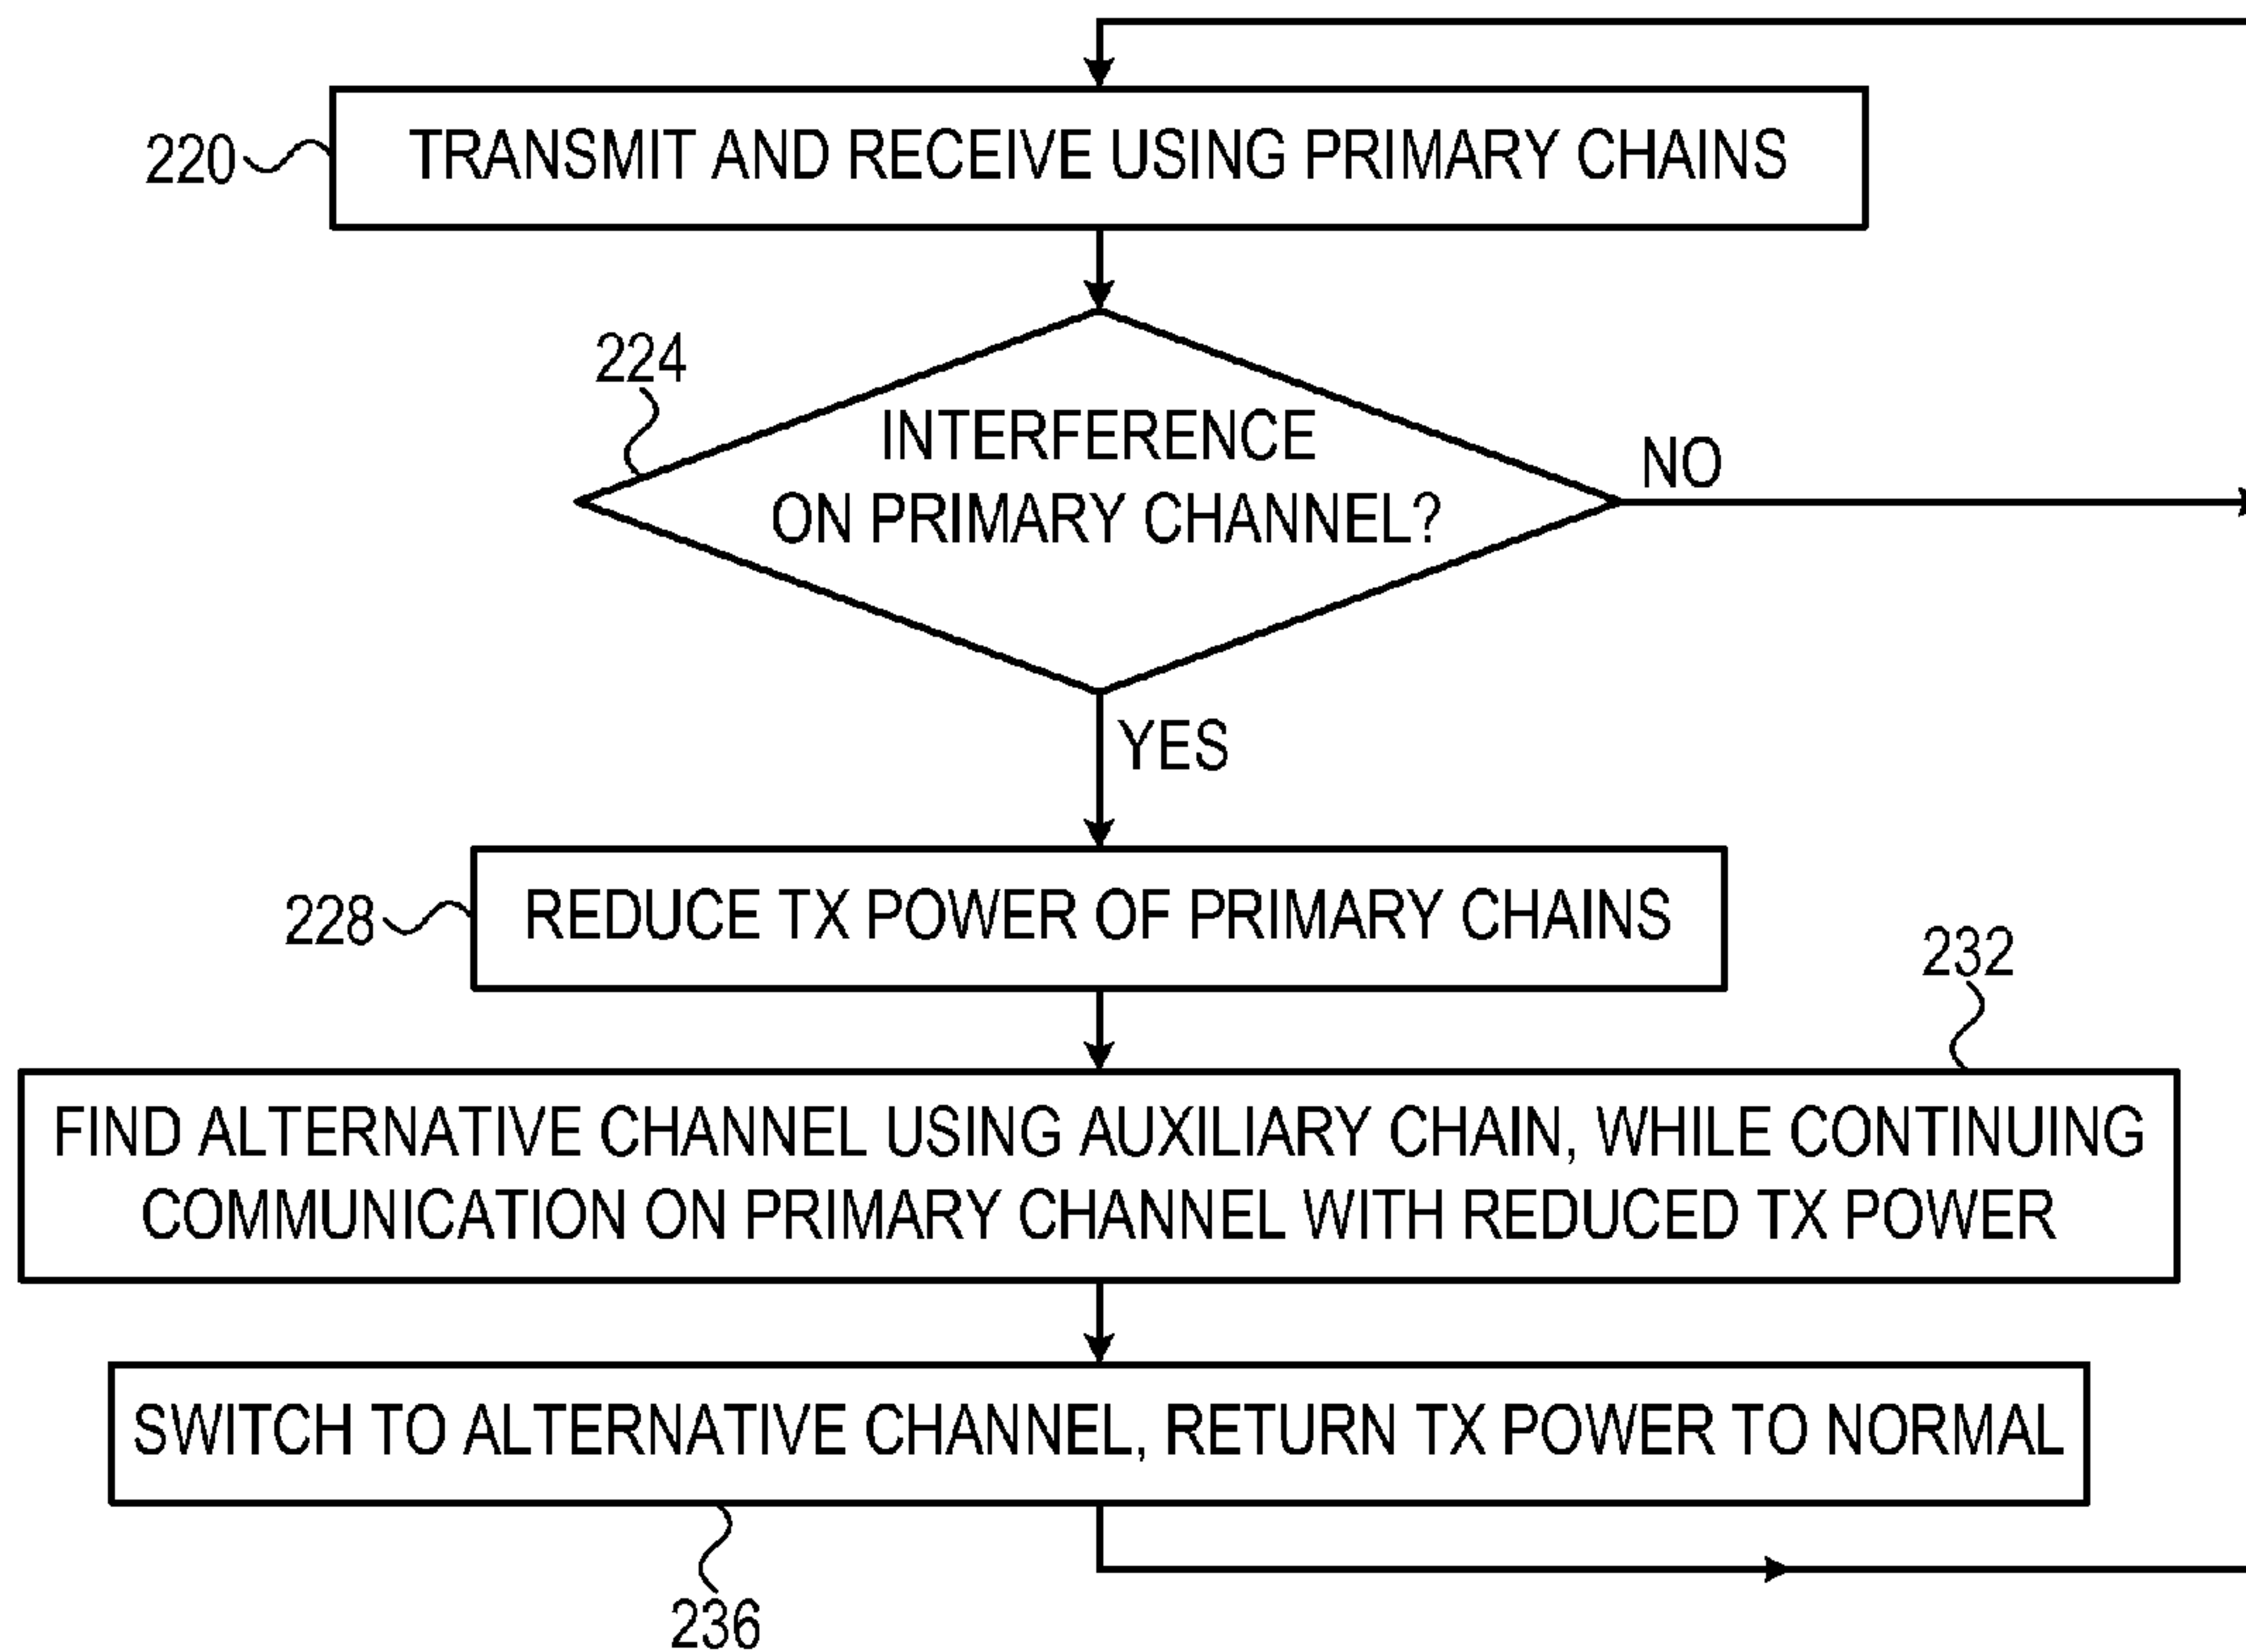 220
TRANSMIT AND RECEIVE USING PRIMARY CHAINS
224
INTERFERENCE
ON PRIMARY CHANNEL?
NO
YES
228
REDUCE TX POWER OF PRIMARY CHAINS
232
FIND ALTERNATIVE CHANNEL USING AUXILIARY CHAIN, WHILE CONTINUING
COMMUNICATION ON PRIMARY CHANNEL WITH REDUCED TX POWER
SWITCH TO ALTERNATIVE CHANNEL, RETURN TX POWER TO NORMAL
236